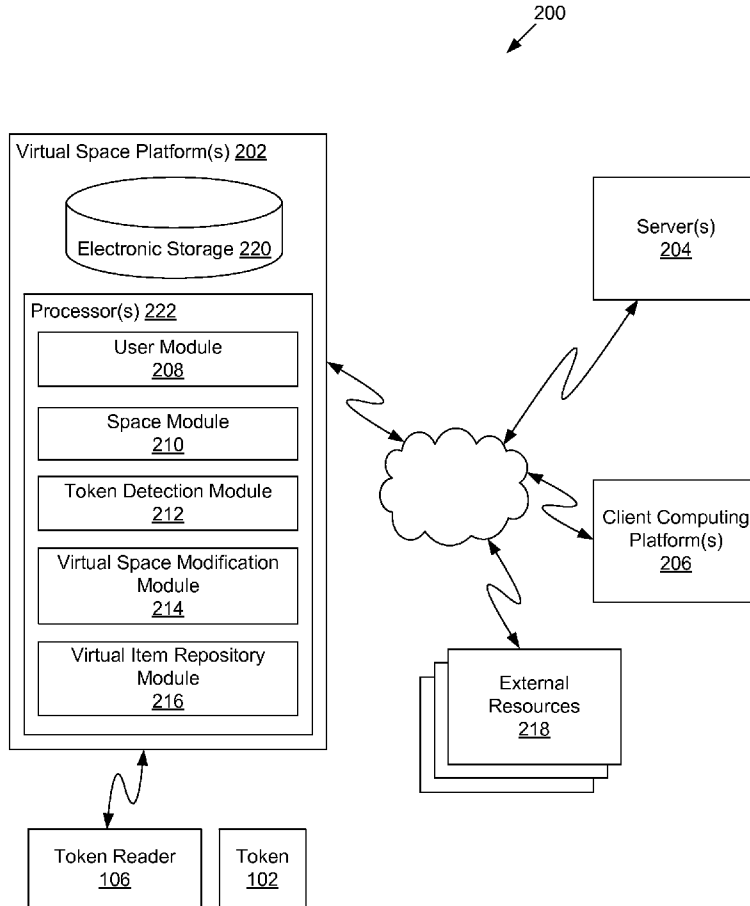 200
Virtual Space Platform(s) 202
Electronic Storage 220
Processor(s) 222
User Module
208
Space Module
210
Token Detection Module
212
Virtual Space Modification
Module
214
Virtual Item Repository
Module
216
Server(s)
204
Client Computing
Platform(s)
206
External
Resources
218
Token Reader
106
Token
102